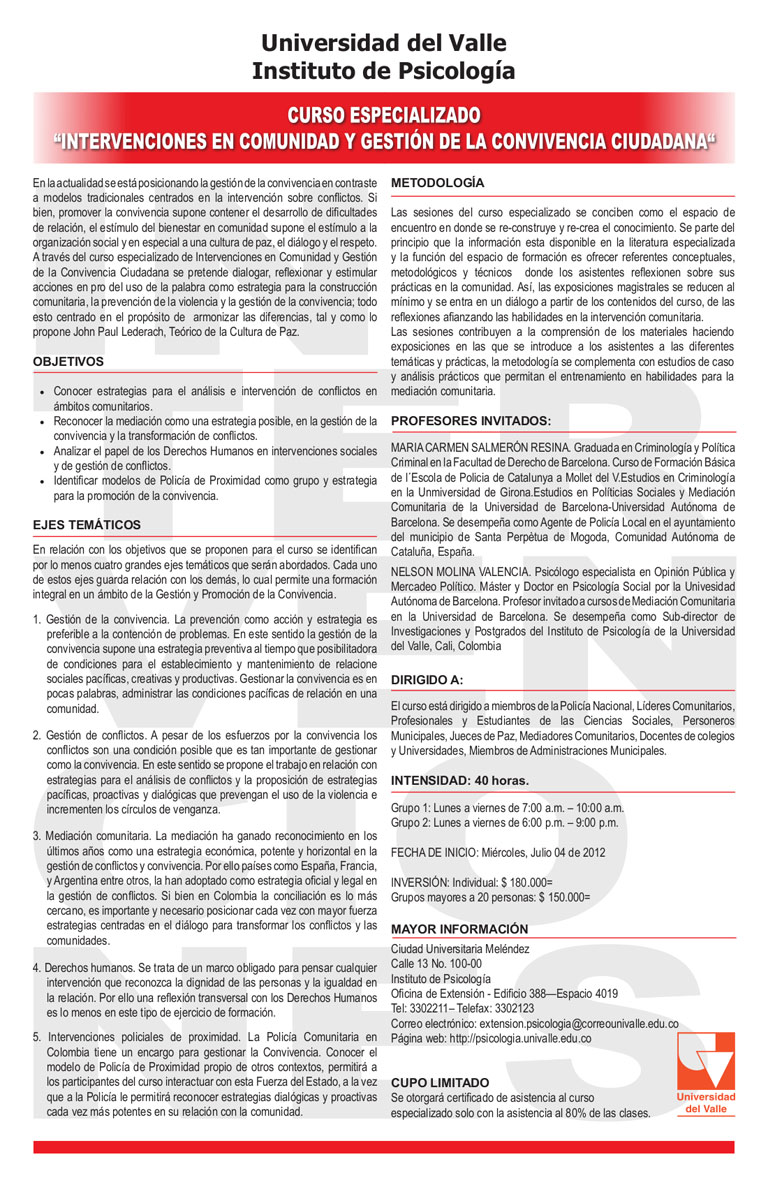 Universidad del Valle
Instituto de Psicología
CURSO ESPECIALIZADO
“INTERVENCIONES EN COMUNIDAD Y GESTIÓN DE LA CONVIVENCIA CIUDADANA“
En la actualidad se está posicionando la gestión de la convivencia en contraste
a modelos tradicionales centrados en la intervención sobre conflictos. Si
bien, promover la convivencia supone contener el desarrollo de dificultades
de relación, el estímulo del bienestar en comunidad supone el estímulo a la
organización social y en especial a una cultura de paz, el diálogo y el respeto.
A través del curso especializado de Intervenciones en Comunidad y Gestión
de la Convivencia Ciudadana se pretende dialogar, reflexionar y estimular
acciones en pro del uso de la palabra como estrategia para la construcción
comunitaria, la prevención de la violencia y la gestión de la convivencia; todo
esto centrado en el propósito de armonizar las diferencias, tal y como lo
propone John Paul Lederach, Teórico de la Cultura de Paz.
OBJETIVOS
• Conocer estrategias para el análisis e intervención de conflictos en
ámbitos comunitarios.
• Reconocer la mediación como una estrategia posible, en la gestión de la
convivencia y la transformación de conflictos.
• Analizar el papel de los Derechos Humanos en intervenciones sociales
y de gestión de conflictos.
• Identificar modelos de Policía de Proximidad como grupo y estrategia
para la promoción de la convivencia.
EJES TEMÁTICOS
En relación con los objetivos que se proponen para el curso se identifican
por lo menos cuatro grandes ejes temáticos que serán abordados. Cada uno
de estos ejes guarda relación con los demás, lo cual permite una formación
integral en un ámbito de la Gestión y Promoción de la Convivencia.
1. Gestión de la convivencia. La prevención como acción y estrategia es
preferible a la contención de problemas. En este sentido la gestión de la
convivencia supone una estrategia preventiva al tiempo que posibilitadora
de condiciones para el establecimiento y mantenimiento de relacione
sociales pacíficas, creativas y productivas. Gestionar la convivencia es en
pocas palabras, administrar las condiciones pacíficas de relación en una
comunidad.
2. Gestión de conflictos. A pesar de los esfuerzos por la convivencia los
conflictos son una condición posible que es tan importante de gestionar
como la convivencia. En este sentido se propone el trabajo en relación con
estrategias para el análisis de conflictos y la proposición de estrategias
pacíficas, proactivas y dialógicas que prevengan el uso de la violencia e
incrementen los círculos de venganza.
3. Mediación comunitaria. La mediación ha ganado reconocimiento en los
últimos años como una estrategia económica, potente y horizontal en la
gestión de conflictos y convivencia. Por ello países como España, Francia,
y Argentina entre otros, la han adoptado como estrategia oficial y legal en
la gestión de conflictos. Si bien en Colombia la conciliación es lo más
cercano, es importante y necesario posicionar cada vez con mayor fuerza
estrategias centradas en el diálogo para transformar los conflictos y las
comunidades.
4. Derechos humanos. Se trata de un marco obligado para pensar cualquier
intervención que reconozca la dignidad de las personas y la igualdad en
la relación. Por ello una reflexión transversal con los Derechos Humanos
es lo menos en este tipo de ejercicio de formación.
5. Intervenciones policiales de proximidad. La Policía Comunitaria en
Colombia tiene un encargo para gestionar la Convivencia. Conocer el
modelo de Policía de Proximidad propio de otros contextos, permitirá a
los participantes del curso interactuar con esta Fuerza del Estado, a la vez
que a la Policía le permitirá reconocer estrategias dialógicas y proactivas
cada vez más potentes en su relación con la comunidad.
METODOLOGÍA
Las sesiones del curso especializado se conciben como el espacio de
encuentro en donde se re-construye y re-crea el conocimiento. Se parte del
principio que la información esta disponible en la literatura especializada
y la función del espacio de formación es ofrecer referentes conceptuales,
metodológicos y técnicos donde los asistentes reflexionen sobre sus
prácticas en la comunidad. Así, las exposiciones magistrales se reducen al
mínimo y se entra en un diálogo a partir de los contenidos del curso, de las
reflexiones afianzando las habilidades en la intervención comunitaria.
Las sesiones contribuyen a la comprensión de los materiales haciendo
exposiciones en las que se introduce a los asistentes a las diferentes
temáticas y prácticas, la metodología se complementa con estudios de caso
y análisis prácticos que permitan el entrenamiento en habilidades para la
mediación comunitaria.
PROFESORES INVITADOS:
MARIA CARMEN SALMERÓN RESINA. Graduada en Criminología y Política
Criminal en la Facultad de Derecho de Barcelona. Curso de Formación Básica
de l´Escola de Policia de Catalunya a Mollet del V.Estudios en Criminología
en la Unmiversidad de Girona.Estudios en Polítícias Sociales y Mediación
Comunitaria de la Universidad de Barcelona-Universidad Autónoma de
Barcelona. Se desempeña como Agente de Policía Local en el ayuntamiento
del municipio de Santa Perpètua de Mogoda, Comunidad Autónoma de
Cataluña, España.
NELSON MOLINA VALENCIA. Psicólogo especialista en Opinión Pública y
Mercadeo Político. Máster y Doctor en Psicología Social por la Univesidad
Autónoma de Barcelona. Profesor invitado a cursos de Mediación Comunitaria
en la Universidad de Barcelona. Se desempeña como Sub-director de
Investigaciones y Postgrados del Instituto de Psicología de la Universidad
del Valle, Cali, Colombia
DIRIGIDO A:
El curso está dirigido a miembros de la Policía Nacional, Líderes Comunitarios,
Profesionales y Estudiantes de las Ciencias Sociales, Personeros
Municipales, Jueces de Paz, Mediadores Comunitarios, Docentes de colegios
y Universidades, Miembros de Administraciones Municipales.
INTENSIDAD: 40 horas.
Grupo 1: Lunes a viernes de 7:00 a.m. – 10:00 a.m.
Grupo 2: Lunes a viernes de 6:00 p.m. – 9:00 p.m.
FECHA DE INICIO: Miércoles, Julio 04 de 2012
INVERSIÓN: Individual: $ 180.000=
Grupos mayores a 20 personas: $ 150.000=
MAYOR INFORMACIÓN
Ciudad Universitaria Meléndez
Calle 13 No. 100-00
Instituto de Psicología
Oficina de Extensión - Edificio 388—Espacio 4019
Tel: 3302211– Telefax: 3302123
Correo electrónico: extension.psicologia@correounivalle.edu.co
Página web: http://psicologia.univalle.edu.co
CUPO LIMITADO
Se otorgará certificado de asistencia al curso
especializado solo con la asistencia al 80% de las clases.
Universidad
del Valle
IN
TER
VEN
CIO
NES